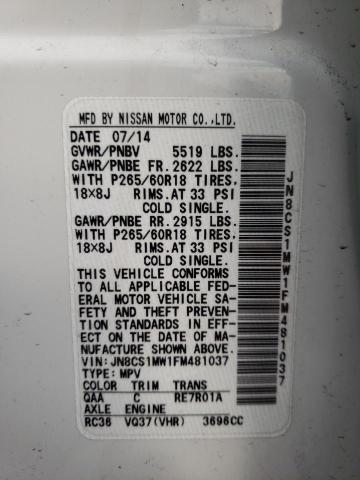 MFD BY NISSAN MOTOR CO.,LTD.
DATE 07/14
GVWR/PNBV 5519 LBS.
GAWR/PNBE FR. 2622 LBS.
WITH P265/60R18 TIRES,
18×8J RIMS,AT 33 PSI
COLD SINGLE.
GAWR/PNBE RR. 2915 LBS.
WITH P265/60R18 TIRES,
18×8J RIMS,AT 33 PSI
COLD SINGLE.
THIS VEHICLE CONFORMS
TO ALL APPLICABLE FED-
ERAL MOTOR VEHICLE SA-
FETY AND THEFT PREVENTION
STANDARDS IN EFFECT
ON THE DATE OF MA-
NUFACTURE SHOWN ABOVE.
VIN:JN8CS1MW1FM481037
TYPE: MPV
COLOR TRIM TRANS
QAA C RE7R01A
AXLE ENGINE
RC36 VQ37(VHR) 3696CC
JN8CS1MW1FM481037